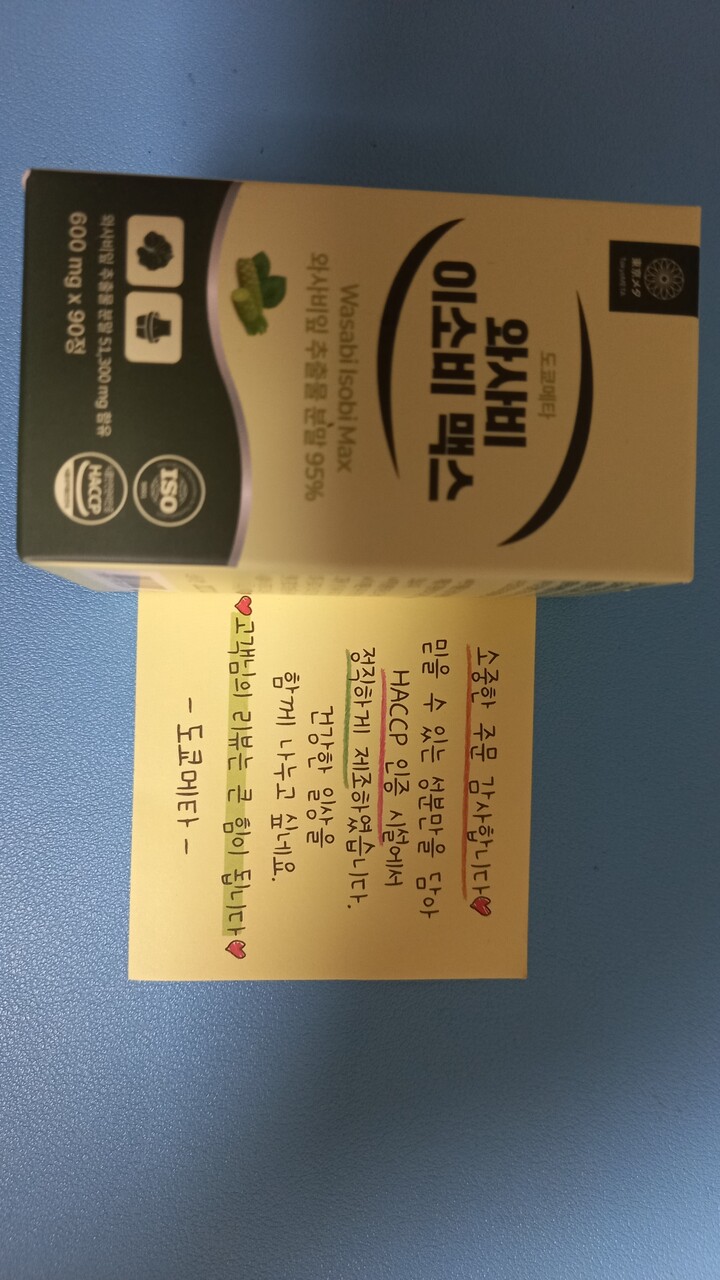 東京メタ
도쿄메타
와사비
이소비 맥스
Wasabi Isobi Max
와사비잎 추출물 분말 95%
와사비잎 추출물 분말 51,300 mg 함유
600 mg x 90정
ISO
HACCP
소중한 주문 감사합니다♥
믿을 수 있는 성분만을 담아
HACCP 인증 시설에서
정직하게 제조하였습니다.
건강한 일상을
함께 나누고 싶네요.
♥고객님의 리뷰는 큰 힘이 됩니다♥
- 도쿄메타 -